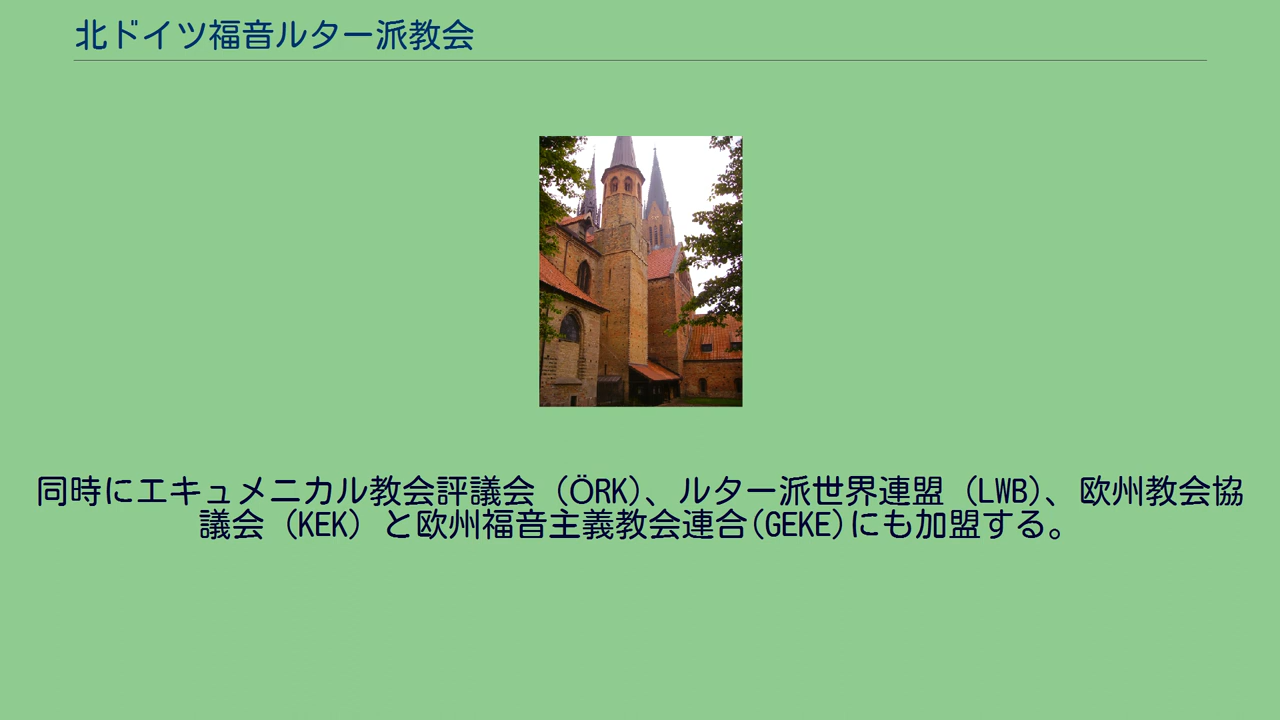 北ドイツ福音ルター派教会
同時にエキュメニカル教会評議会 (ÖRK)、ルター派世界連盟 (LWB)、欧州教会協
議会 (KEK) と欧州福音主義教会連合(GEKE)にも加盟する。